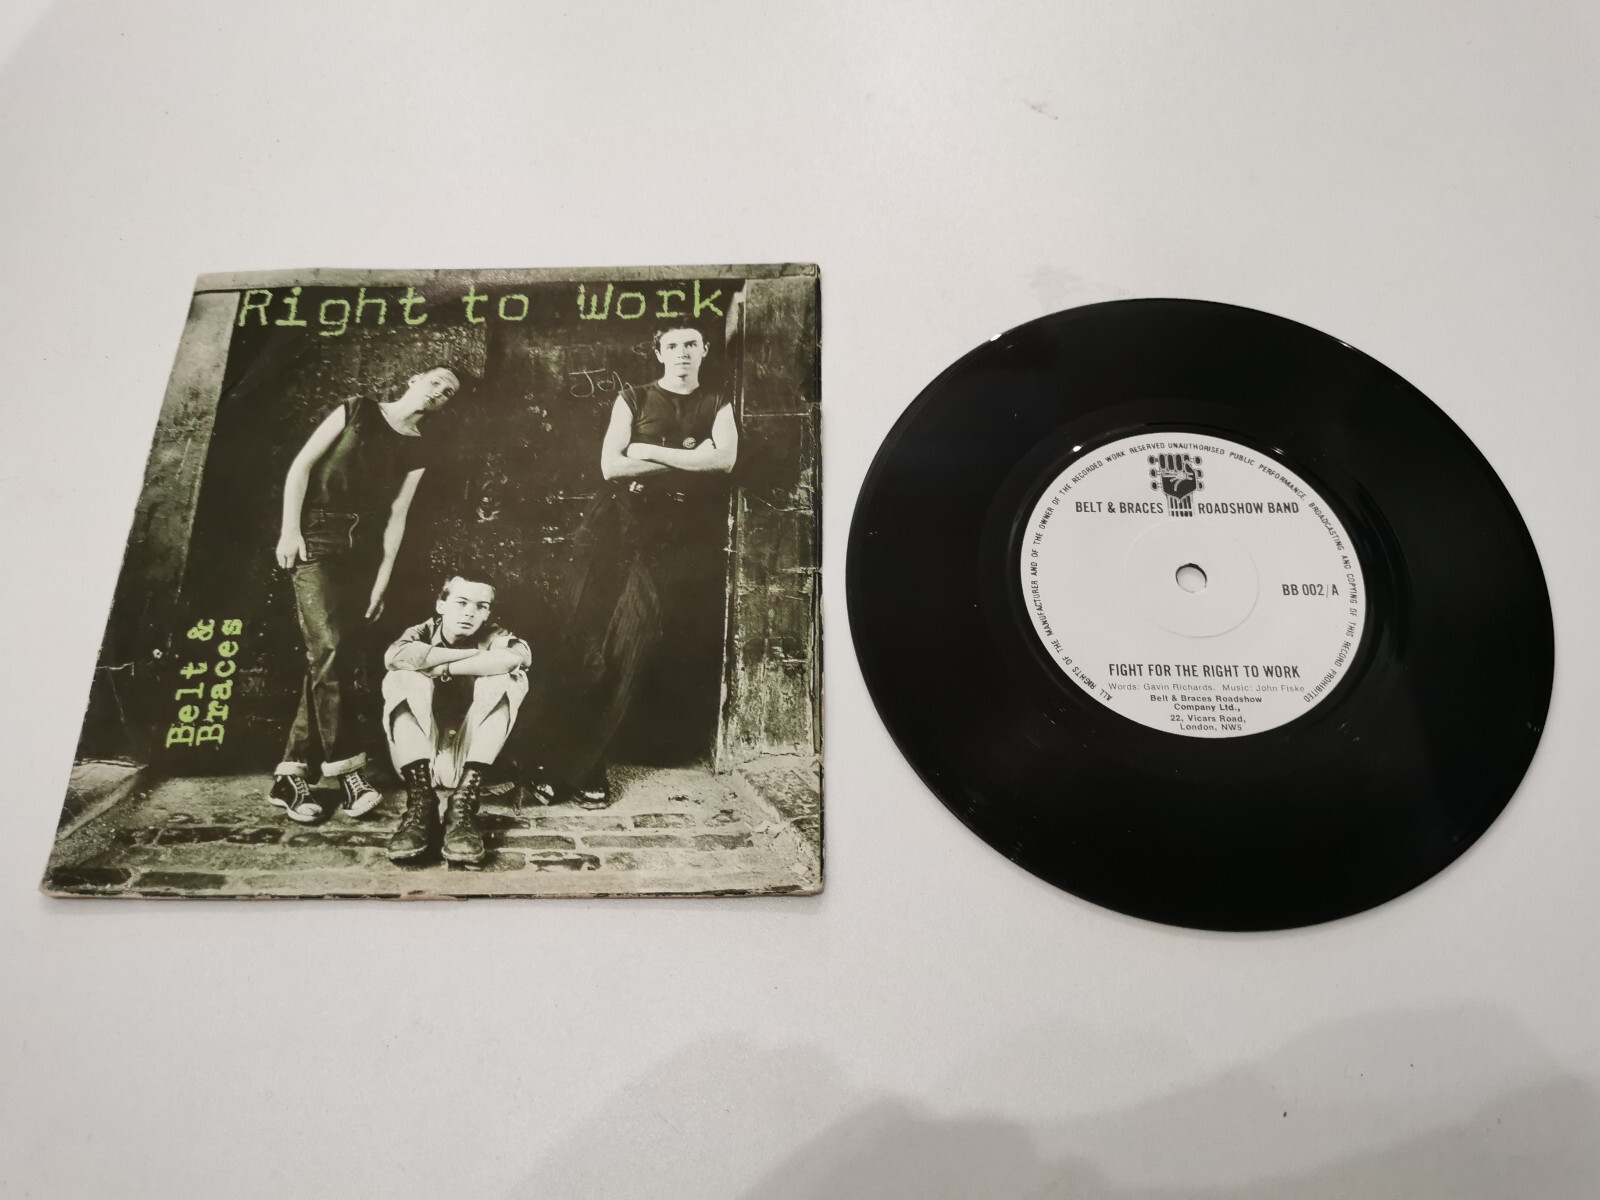 Right to Work
Joh
Belt &
Braces
ALL RIGHTS OF THE MANUFACTURER AND OF THE OWNER OF THE RECORDED WORK RESERVED UNAUTHORISED PUBLIC PERFORMANCE, BROADCASTING AND COPYING OF THIS RECORD PROHIBITED
BELT & BRACES ROADSHOW BAND
BB 002/A
FIGHT FOR THE RIGHT TO WORK
Words: Gavin Richards. Music: John Fiske
Belt & Braces Roadshow
Company Ltd.,
22, Vicars Road,
London, NW5